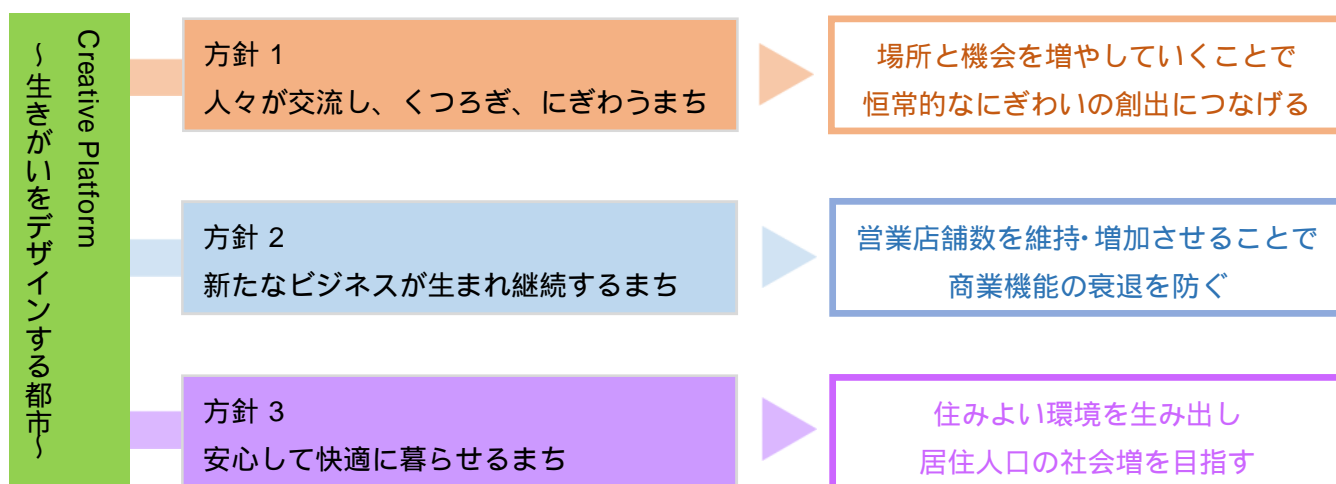 Creative Platform
～生きがいをデザインする都市～
方針 1
人々が交流し、くつろぎ、にぎわうまち
場所と機会を増やしていくことで
恒常的なにぎわいの創出につなげる
方針 2
新たなビジネスが生まれ継続するまち
営業店舗数を維持・増加させることで
商業機能の衰退を防ぐ
方針 3
安心して快適に暮らせるまち
住みよい環境を生み出し
居住人口の社会増を目指す